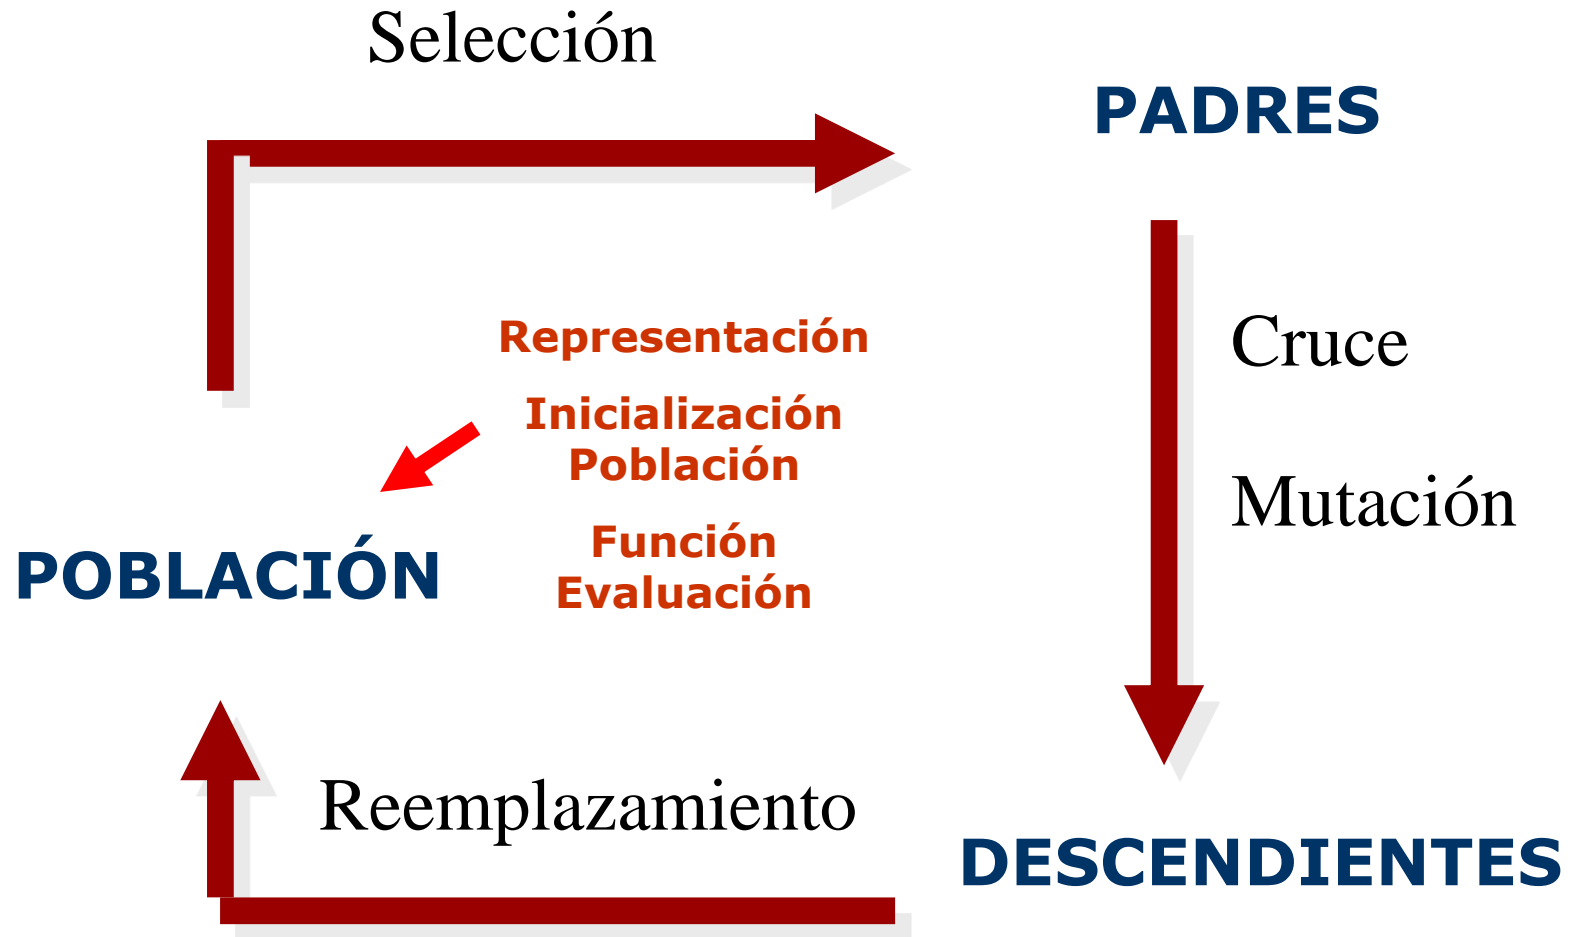 Selección
PADRES
Representación
Cruce
Inicialización
Población
Mutación
Función
Evaluación
POBLACIÓN
Reemplazamiento
DESCENDIENTES